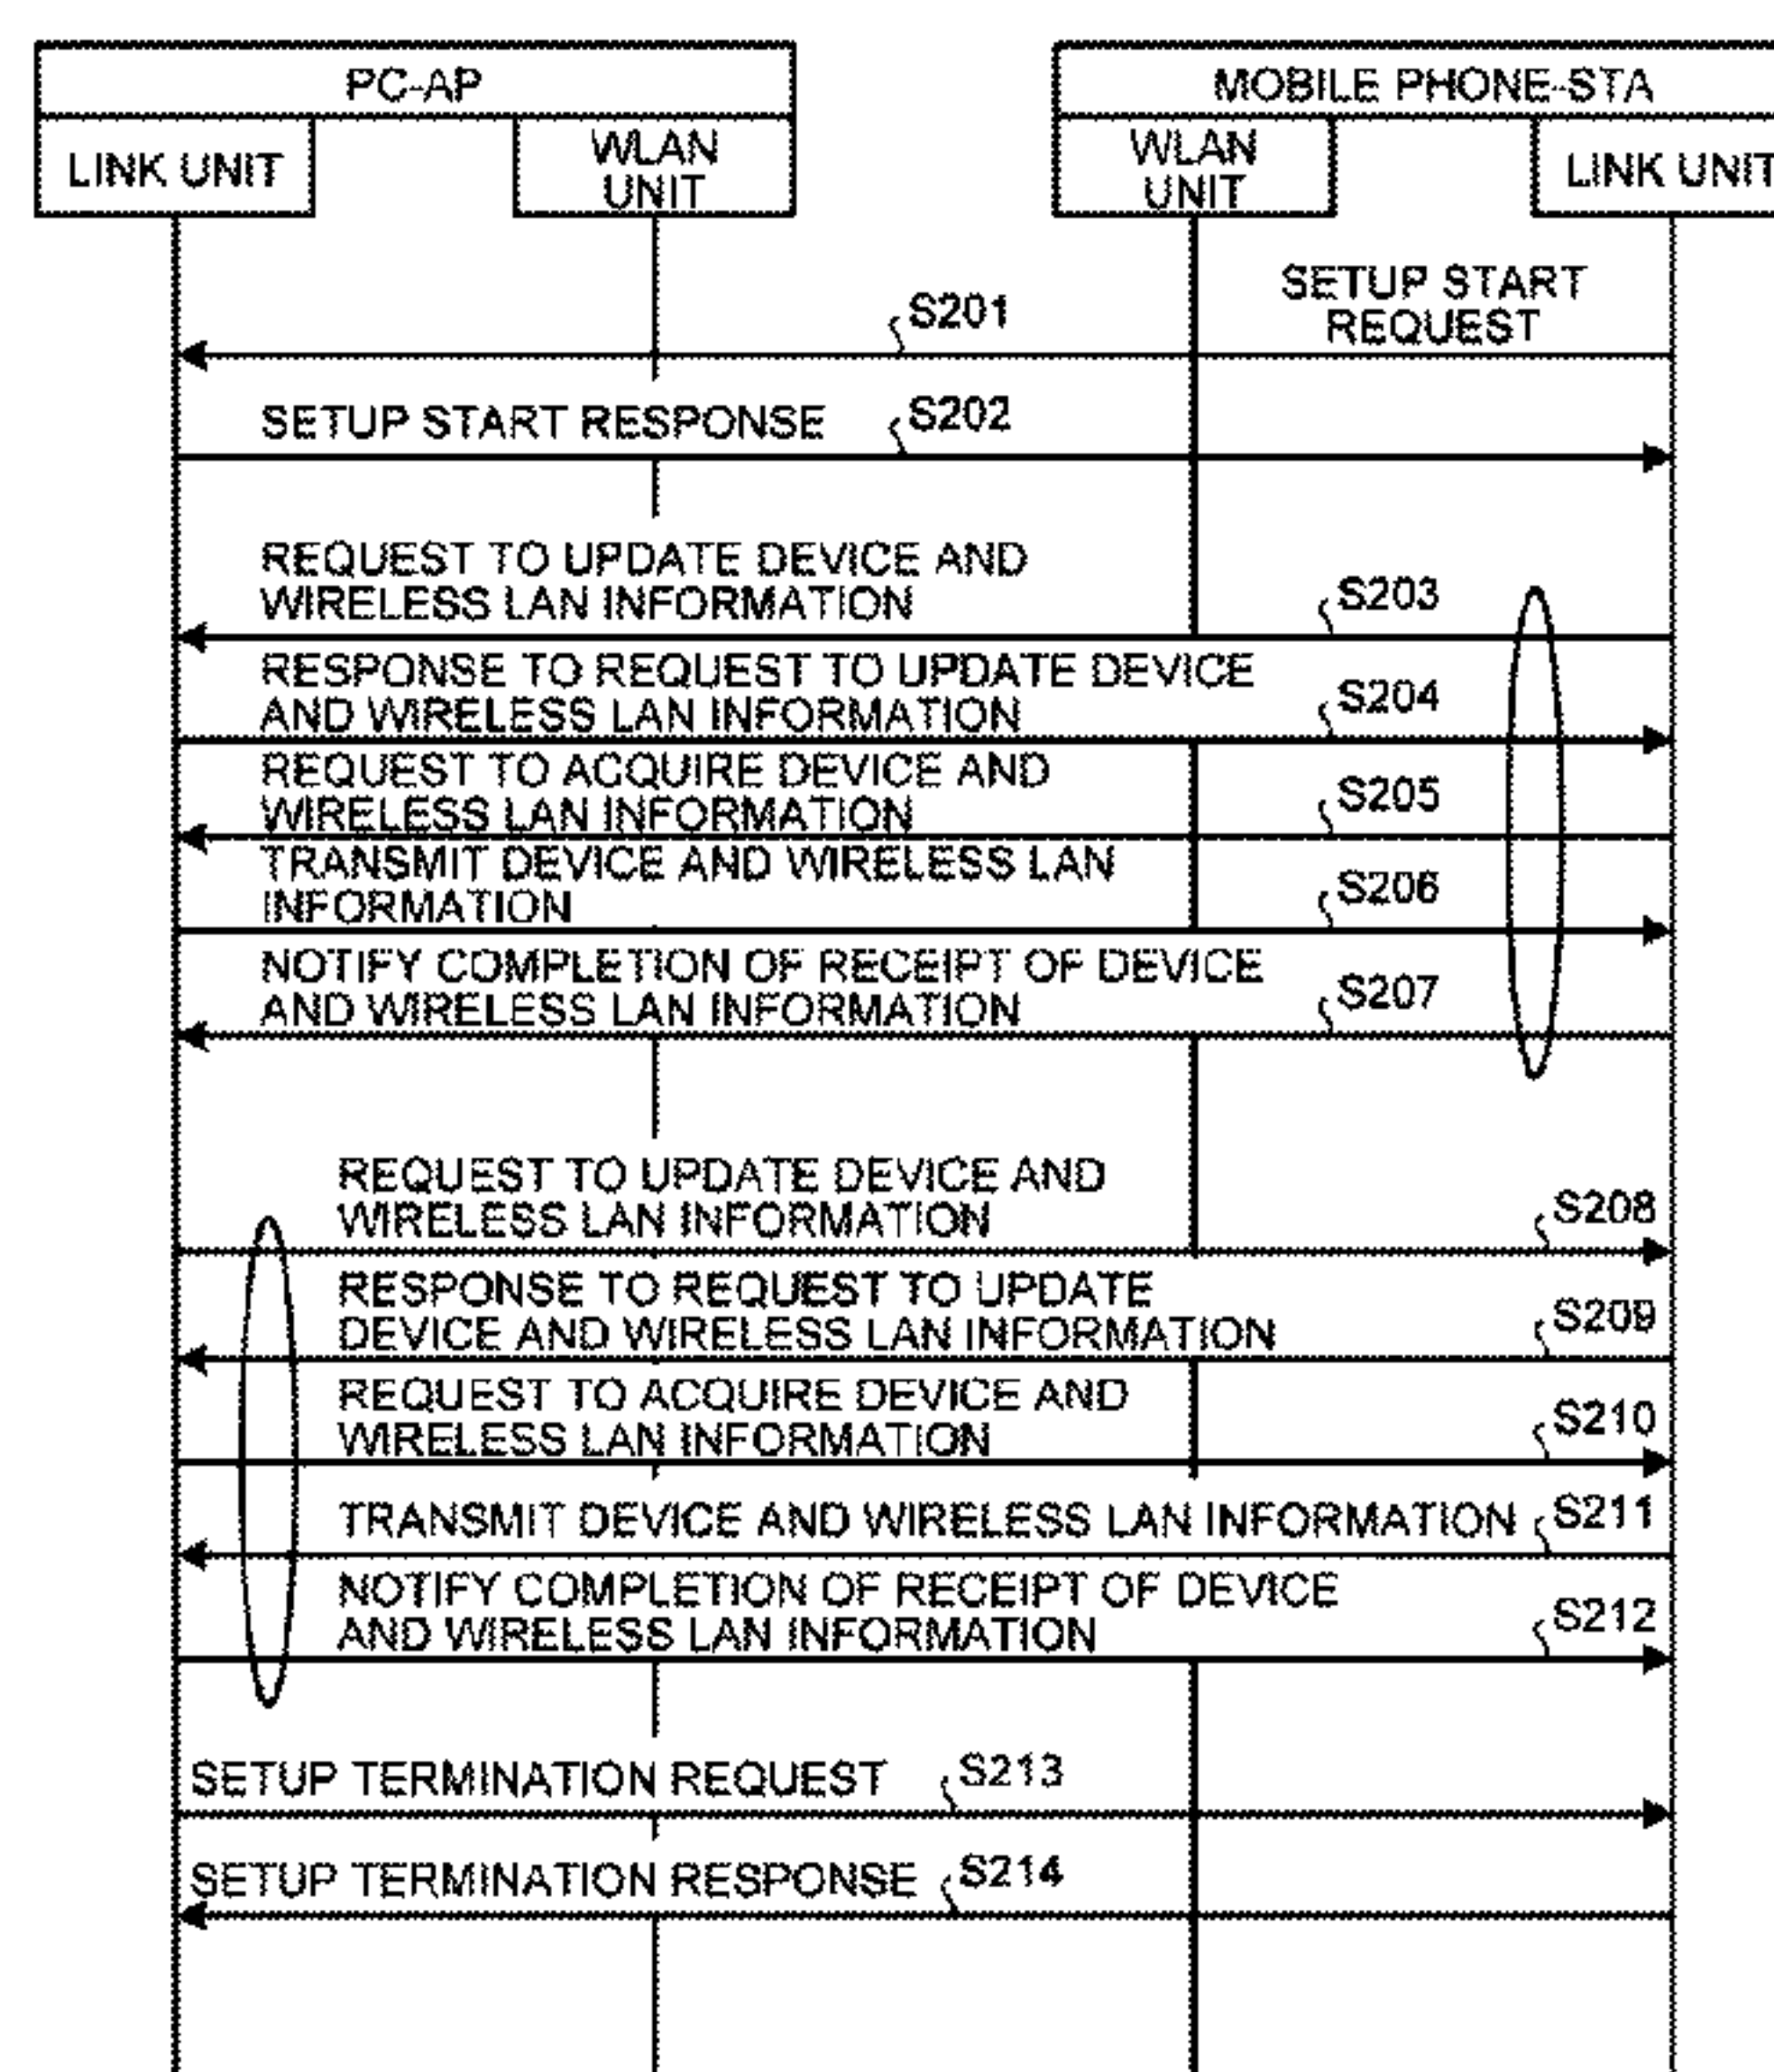 PC-AP
MOBILE PHONE-STA
LINK UNIT
WLAN
UNIT
WLAN
UNIT
LINK UNIT
SETUP START
REQUEST
S201
SETUP START RESPONSE
S202
REQUEST TO UPDATE DEVICE AND
WIRELESS LAN INFORMATION
S203
RESPONSE TO REQUEST TO UPDATE DEVICE
AND WIRELESS LAN INFORMATION
S204
REQUEST TO ACQUIRE DEVICE AND
WIRELESS LAN INFORMATION
S205
TRANSMIT DEVICE AND WIRELESS LAN
INFORMATION
S206
NOTIFY COMPLETION OF RECEIPT OF DEVICE
AND WIRELESS LAN INFORMATION
S207
REQUEST TO UPDATE DEVICE AND
WIRELESS LAN INFORMATION
S208
RESPONSE TO REQUEST TO UPDATE
DEVICE AND WIRELESS LAN INFORMATION
S209
REQUEST TO ACQUIRE DEVICE AND
WIRELESS LAN INFORMATION
S210
TRANSMIT DEVICE AND WIRELESS LAN INFORMATION
S211
NOTIFY COMPLETION OF RECEIPT OF DEVICE
AND WIRELESS LAN INFORMATION
S212
SETUP TERMINATION REQUEST
S213
SETUP TERMINATION RESPONSE
S214